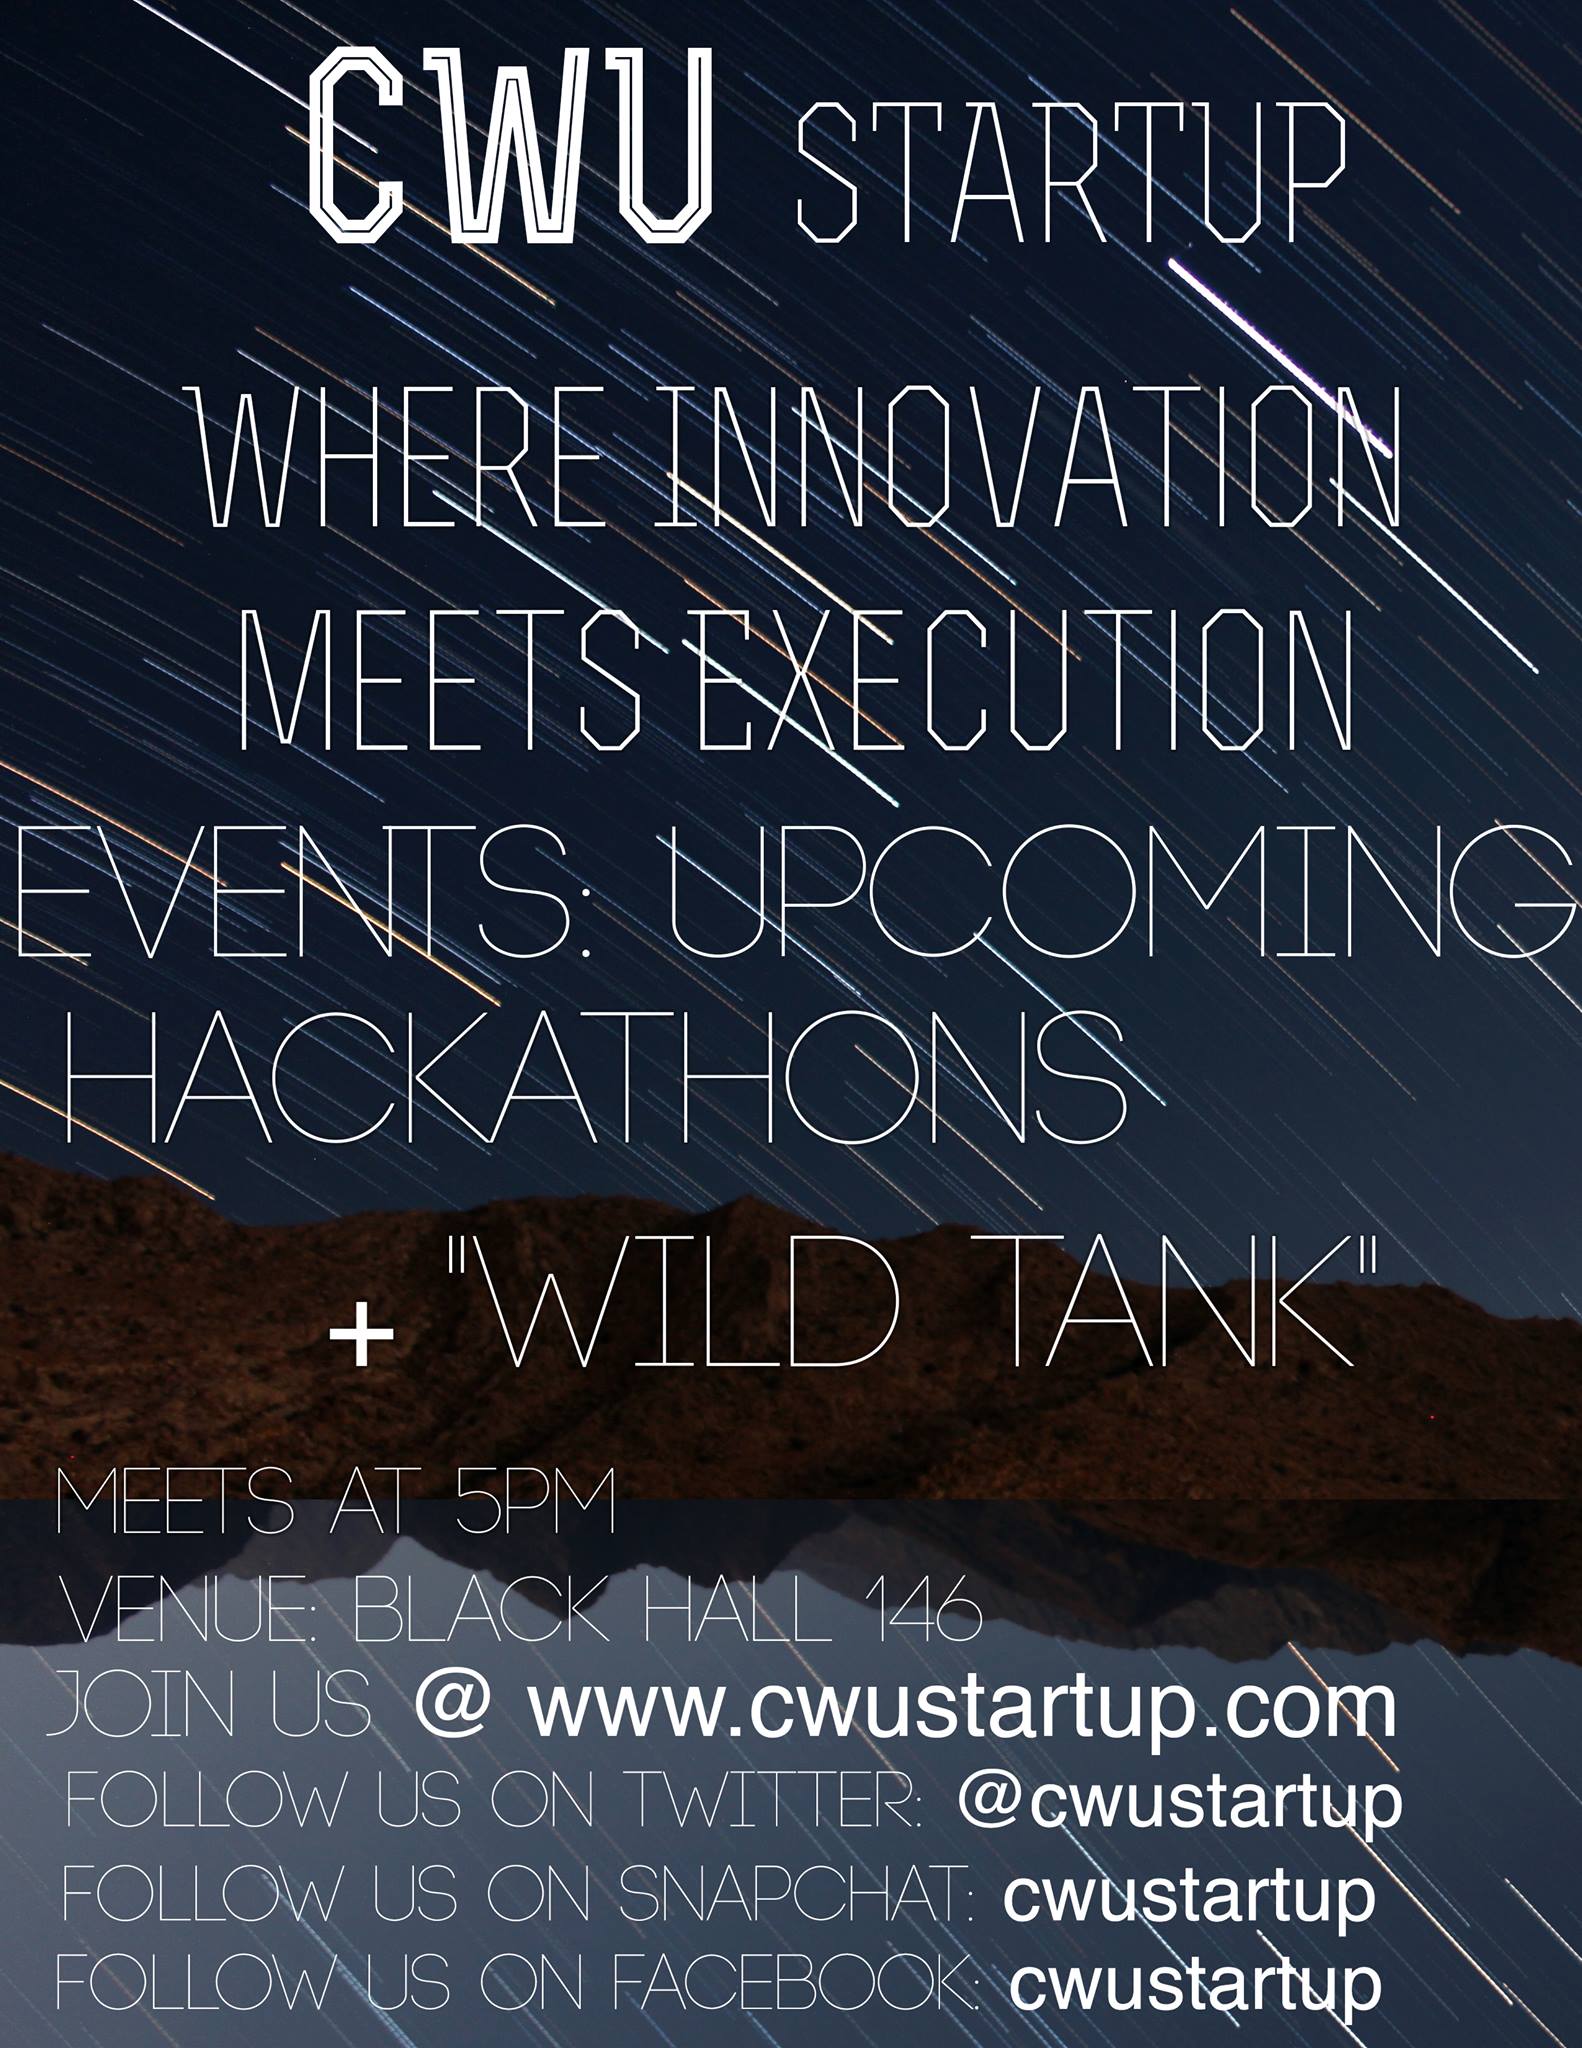 CWU STARTUP
WHERE INNOVATION
MEETS EXECUTION
EVENTS: UPCOMING
HACKATHONS
+ "WILD TANK"
MEETS AT 5PM
VENUE: BLACK HALL 146
JOIN US @ www.cwustartup.com
FOLLOW US ON TWITTER: @cwustartup
FOLLOW US ON SNAPCHAT: cwustartup
FOLLOW US ON FACEBOOK: cwustartup